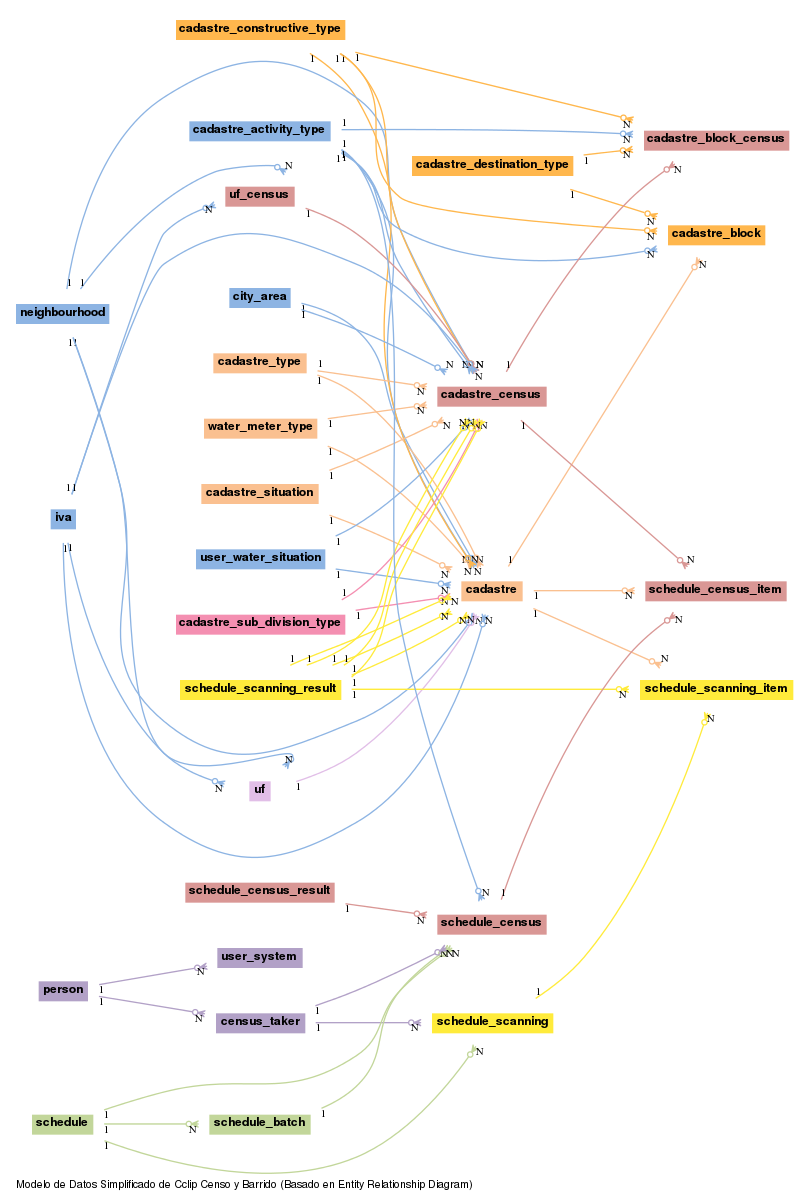 cadastre_constructive_type
cadastre_activity_type
cadastre_block_census
cadastre_destination_type
uf_census
cadastre_block
city_area
neighbourhood
cadastre_type
cadastre_census
water_meter_type
cadastre_situation
iva
user_water_situation
cadastre
schedule_census_item
cadastre_sub_division_type
schedule_scanning_result
schedule_scanning_item
uf
schedule_census_result
schedule_census
user_system
person
census_taker
schedule_scanning
schedule
schedule_batch
Modelo de Datos Simplificado de Cclip Censo y Barrido (Basado en Entity Relationship Diagram)